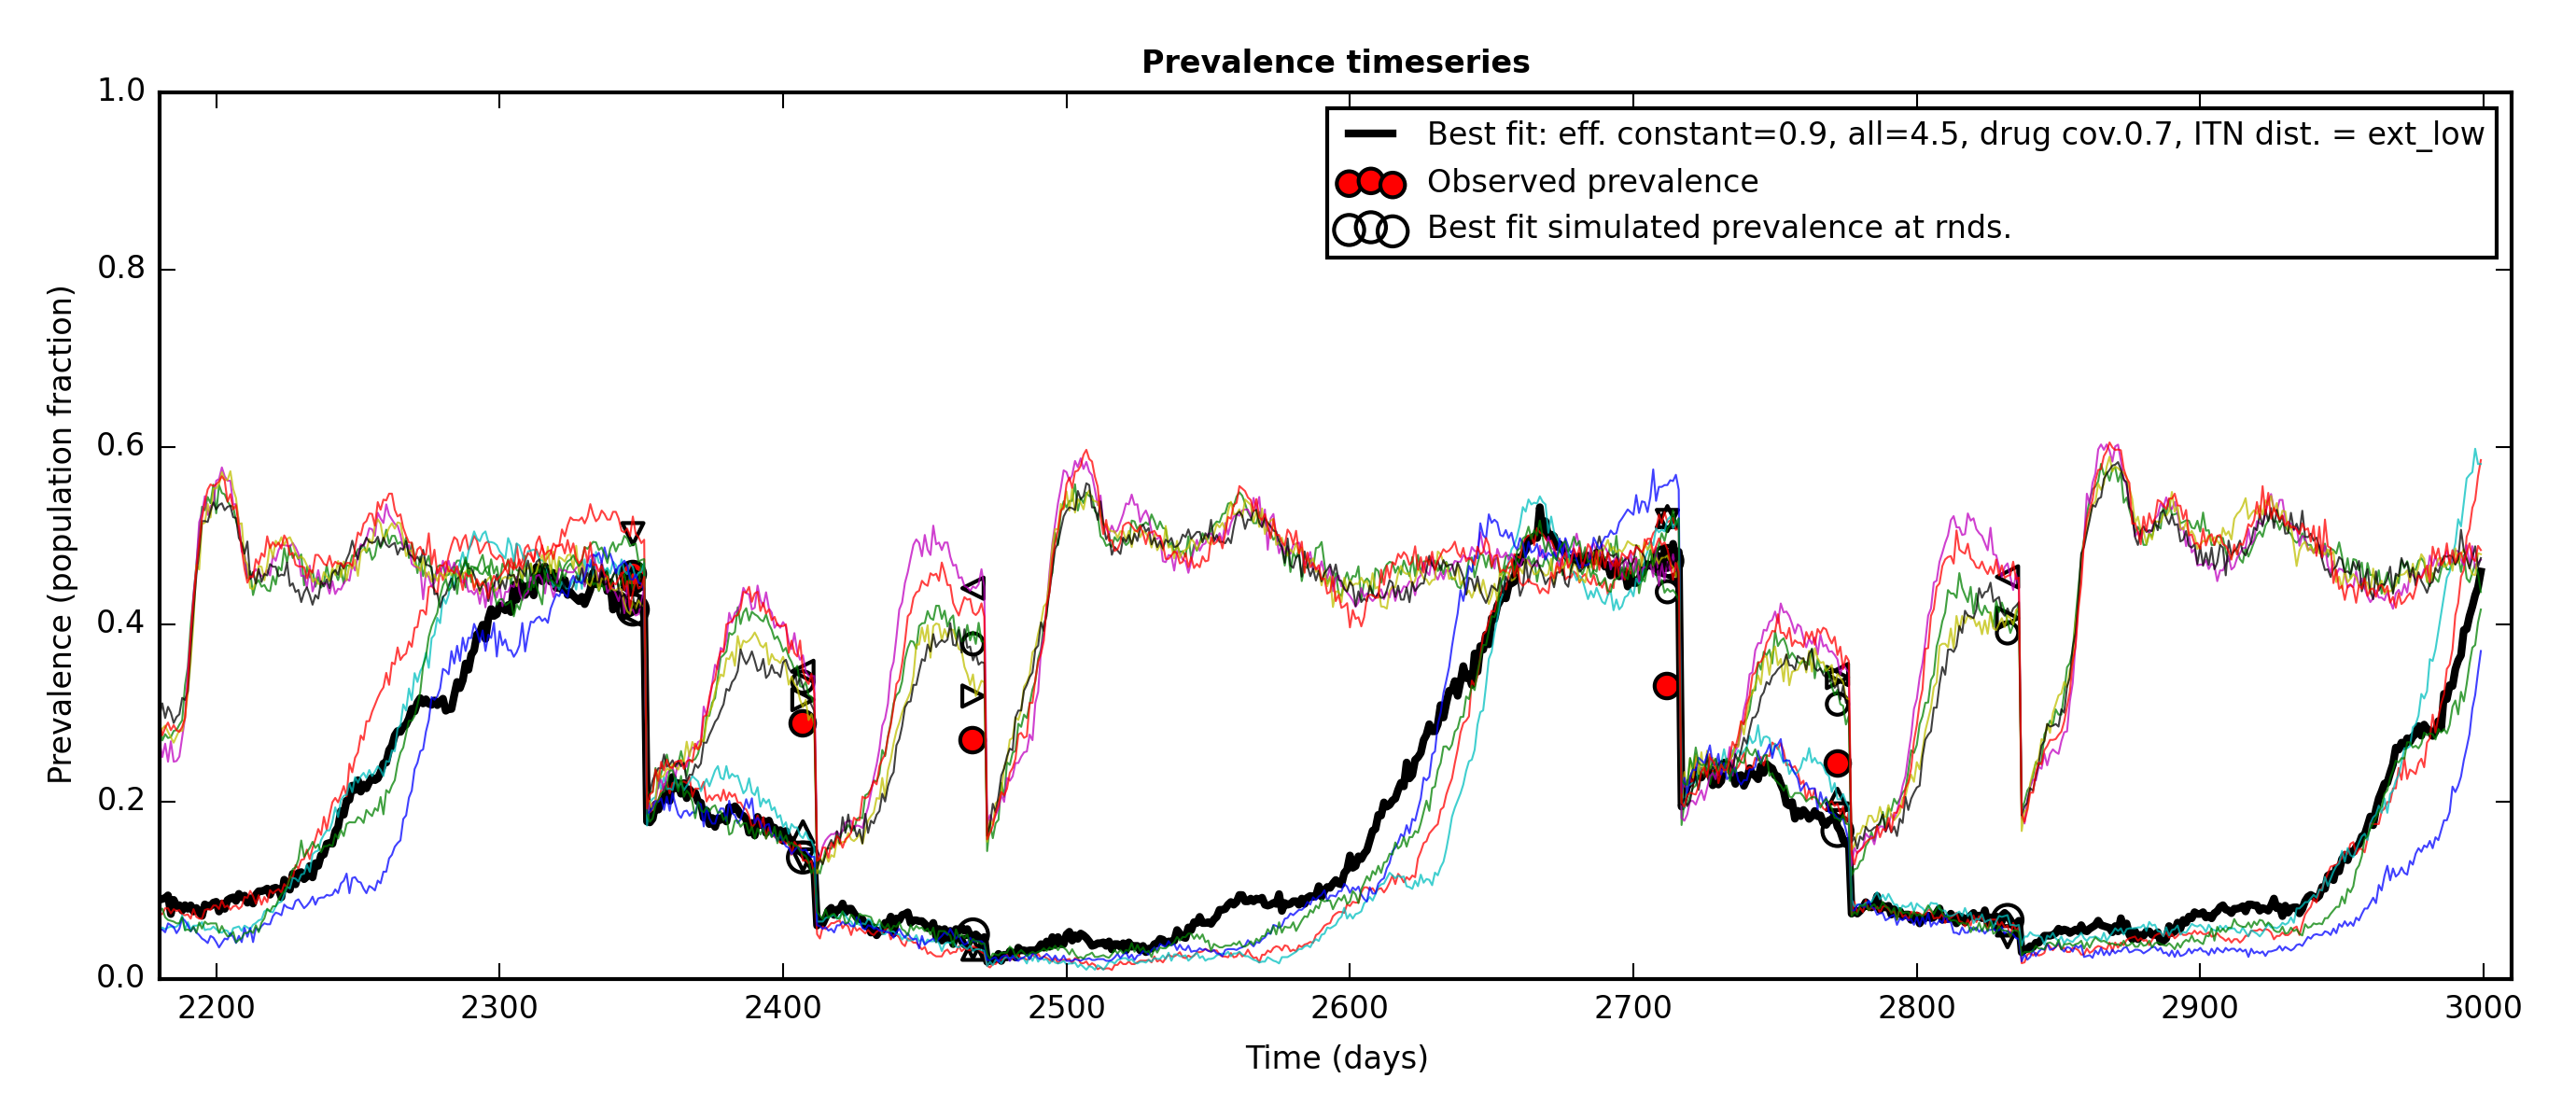 Prevalence timeseries
1.0
0.8
0.6
0.4
0.2
0.0
Prevalence (population fraction)
Best fit: eff. constant=0.9, all=4.5, drug cov.0.7, ITN dist. = ext_low
Observed prevalence
Best fit simulated prevalence at rnds.
2200 2300 2400 2500 2600 2700 2800 2900 3000
Time (days)